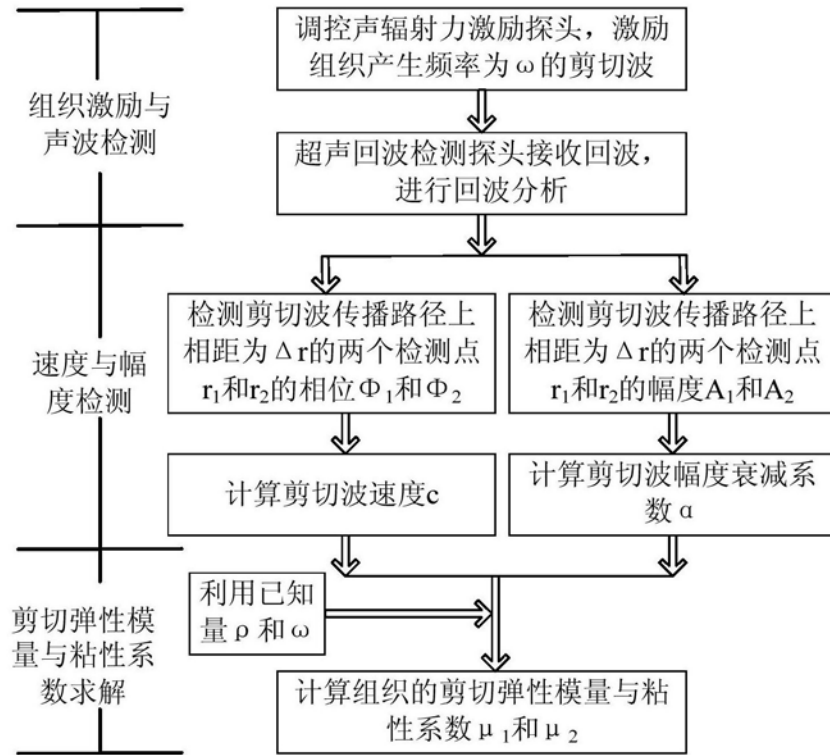 调控声辐射力激励探头，激励
组织产生频率为ω的剪切波
组织激励与
声波检测
超声回波检测探头接收回波，
进行回波分析
速度与幅
度检测
检测剪切波传播路径上
相距为Δr的两个检测点
r₁和r₂的相位Φ₁和Φ₂
检测剪切波传播路径上
相距为Δr的两个检测点
r₁和r₂的幅度A₁和A₂
计算剪切波速度c
计算剪切波幅度衰减系
数α
剪切弹性模
量与粘性系
数求解
利用已知
量ρ和ω
计算组织的剪切弹性模量与粘
性系数μ₁和μ₂